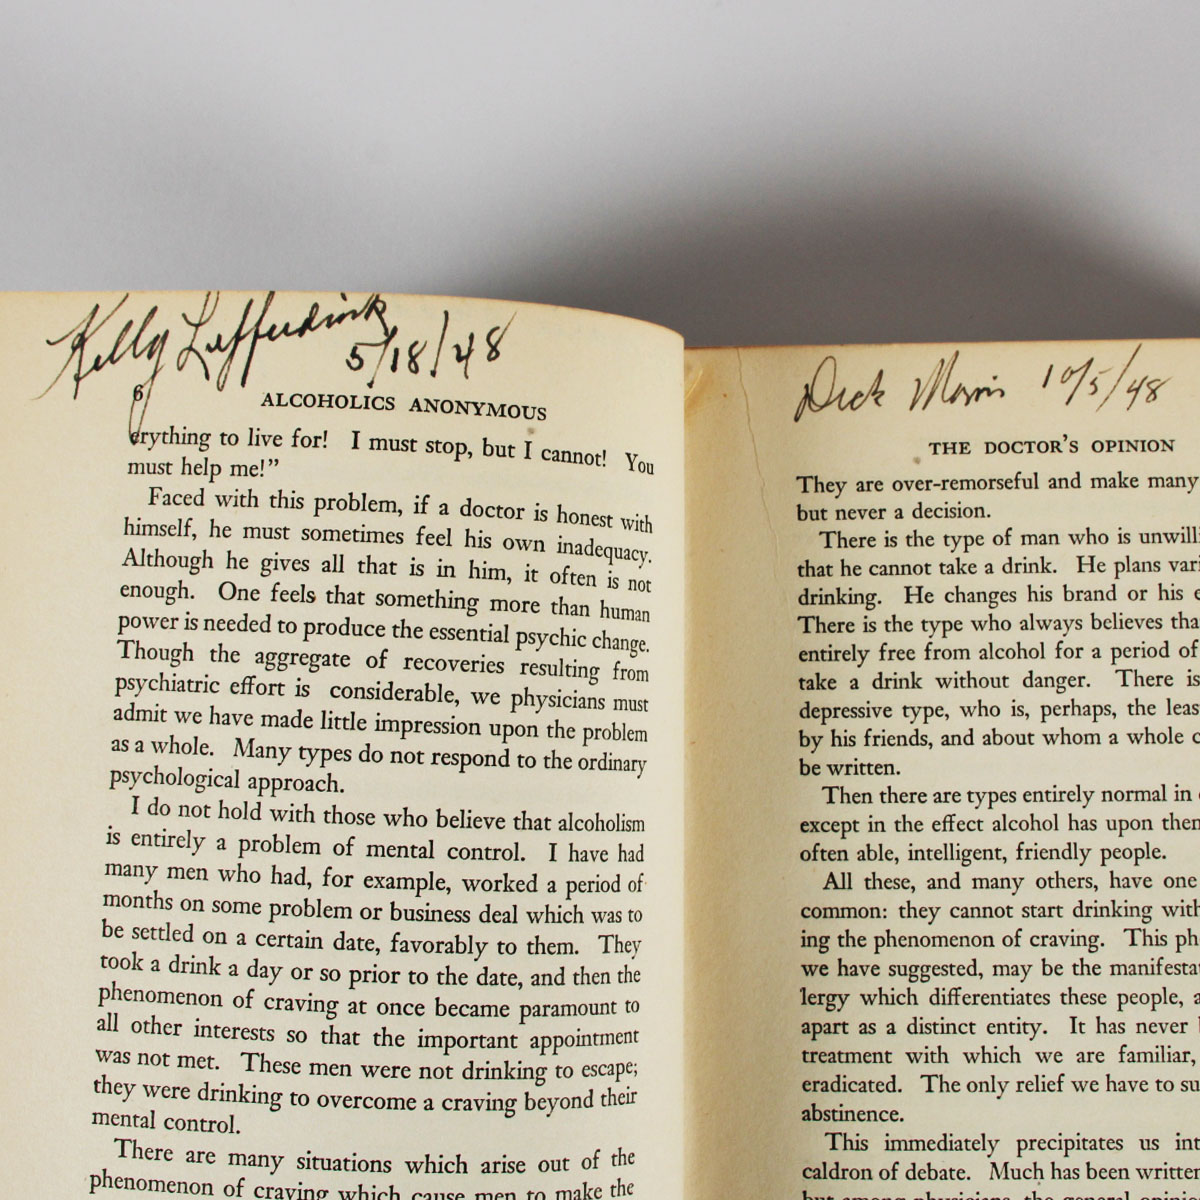 Kelly Lefferdink
5/18/48
6
ALCOHOLICS ANONYMOUS
erything to live for! I must stop, but I cannot! You
must help me!”
Faced with this problem, if a doctor is honest with
himself, he must sometimes feel his own inadequacy.
Although he gives all that is in him, it often is not
enough. One feels that something more than human
power is needed to produce the essential psychic change.
Though the aggregate of recoveries resulting from
psychiatric effort is considerable, we physicians must
admit we have made little impression upon the problem
as a whole. Many types do not respond to the ordinary
psychological approach.
I do not hold with those who believe that alcoholism
is entirely a problem of mental control. I have had
many men who had, for example, worked a period of
months on some problem or business deal which was to
be settled on a certain date, favorably to them. They
took a drink a day or so prior to the date, and then the
phenomenon of craving at once became paramount to
all other interests so that the important appointment
was not met. These men were not drinking to escape;
they were drinking to overcome a craving beyond their
mental control.
There are many situations which arise out of the
phenomenon of craving which cause men to make the
Dick Morris 10/5/48
THE DOCTOR'S OPINION
They are over-remorseful and make many
but never a decision.
There is the type of man who is unwilli
that he cannot take a drink. He plans vari
drinking. He changes his brand or his e
There is the type who always believes tha
entirely free from alcohol for a period of
take a drink without danger. There is
depressive type, who is, perhaps, the leas
by his friends, and about whom a whole c
be written.
Then there are types entirely normal in
except in the effect alcohol has upon them
often able, intelligent, friendly people.
All these, and many others, have one
common: they cannot start drinking with
ing the phenomenon of craving. This ph
we have suggested, may be the manifesta
lergy which differentiates these people, a
apart as a distinct entity. It has never
treatment with which we are familiar,
eradicated. The only relief we have to su
abstinence.
This immediately precipitates us int
caldron of debate. Much has been written
but among physicians, the general opinio